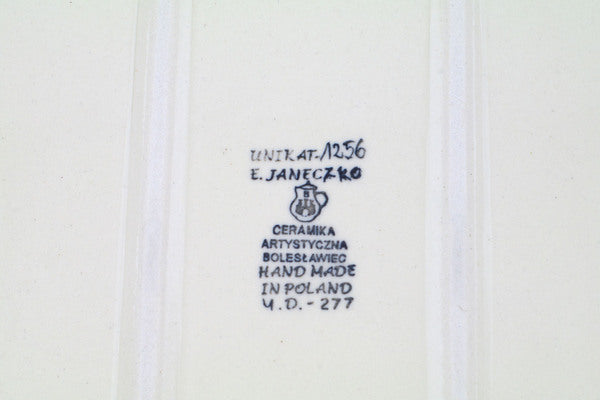 UNIKAT-1256
E. JANECZKO
B
CERAMIKA
ARTYSTYCZNA
BOLESŁAWIEC
HAND MADE
IN POLAND
Y.D. - 277